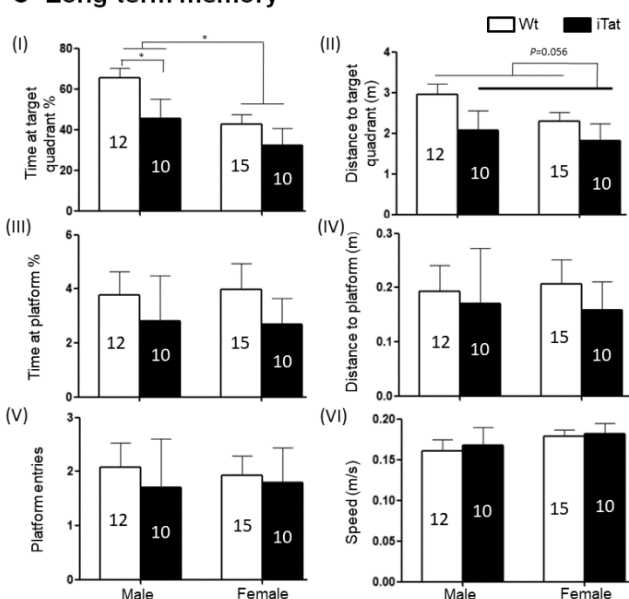 Wt iTat
(I)
Time at target
quadrant %
80
60
40
20
0
*
*
12
10
15
10
(II)
Distance to target
quadrant (m)
4
3
2
1
0
P=0.056
12
10
15
10
(III)
Time at platform %
6
4
2
0
12
10
15
10
(IV)
Distance to platform (m)
0.3
0.2
0.1
0.0
12
10
15
10
(V)
Platform entries
3
2
1
0
12
10
15
10
Male Female
(VI)
Speed (m/s)
0.20
0.15
0.10
0.05
0.00
12
10
15
10
Male Female